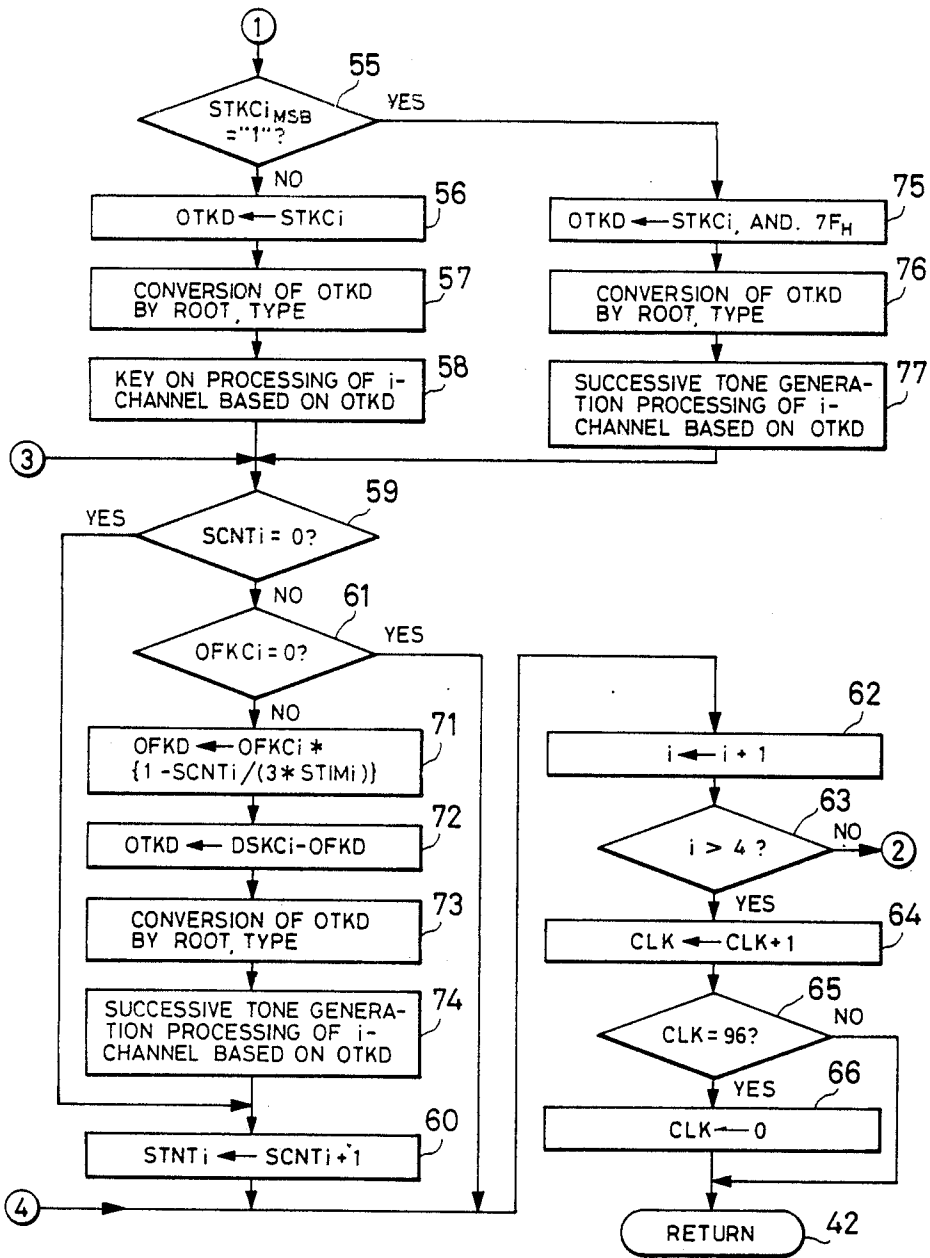 1
55
STKCiMSB
="1"?
YES
NO
56
OTKD ← STKCi
57
CONVERSION OF OTKD
BY ROOT, TYPE
58
KEY ON PROCESSING OF i-
CHANNEL BASED ON OTKD
75
OTKD ← STKCi, AND. 7FH
76
CONVERSION OF OTKD
BY ROOT, TYPE
77
SUCCESSIVE TONE GENERA-
TION PROCESSING OF i-
CHANNEL BASED ON OTKD
3
59
YES
SCNTi = 0?
NO
61
OFKCi = 0?
YES
NO
71
OFKD ← OFKCi *
{1 -SCNTi /(3* STIMi)}
72
OTKD ← DSKCi-OFKD
73
CONVERSION OF OTKD
BY ROOT, TYPE
74
SUCCESSIVE TONE GENERA-
TION PROCESSING OF i-
CHANNEL BASED ON OTKD
60
STNTi ← SCNTi+1
4
62
i ← i + 1
63
i > 4 ?
NO
2
YES
64
CLK ← CLK+1
65
CLK = 96?
NO
YES
66
CLK ← 0
RETURN
42